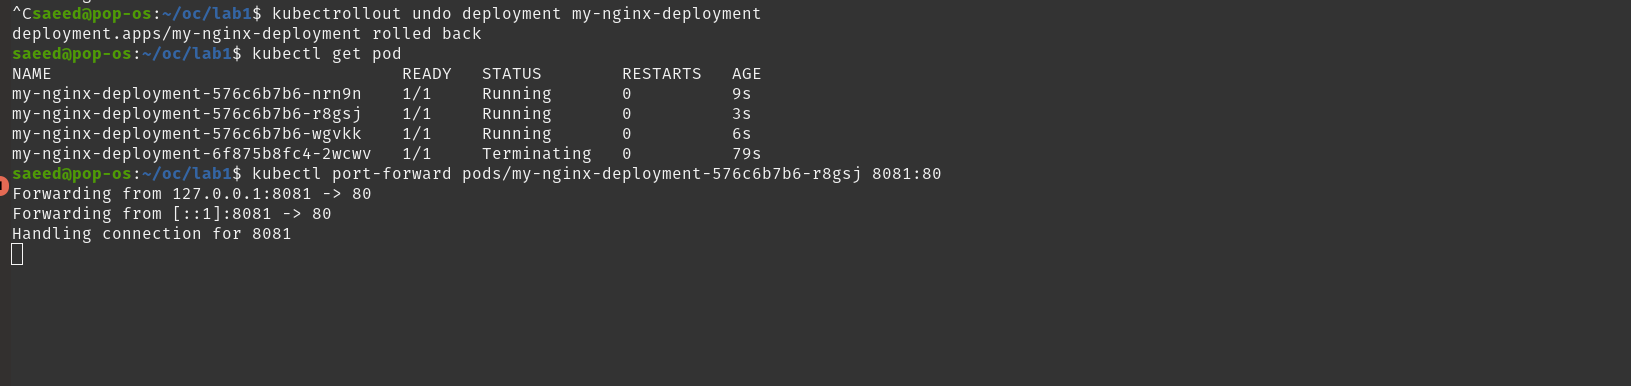 ^Csaeed@pop-os:~/oc/lab1$ kubectrollout undo deployment my-nginx-deployment
deployment.apps/my-nginx-deployment rolled back
saeed@pop-os:~/oc/lab1$ kubectl get pod
NAME                                   READY   STATUS        RESTARTS   AGE
my-nginx-deployment-576c6b7b6-nrn9n    1/1     Running       0          9s
my-nginx-deployment-576c6b7b6-r8gsj    1/1     Running       0          3s
my-nginx-deployment-576c6b7b6-wgvkk    1/1     Running       0          6s
my-nginx-deployment-6f875b8fc4-2wcwv   1/1     Terminating   0          79s
saeed@pop-os:~/oc/lab1$ kubectl port-forward pods/my-nginx-deployment-576c6b7b6-r8gsj 8081:80
Forwarding from 127.0.0.1:8081 -> 80
Forwarding from [::1]:8081 -> 80
Handling connection for 8081